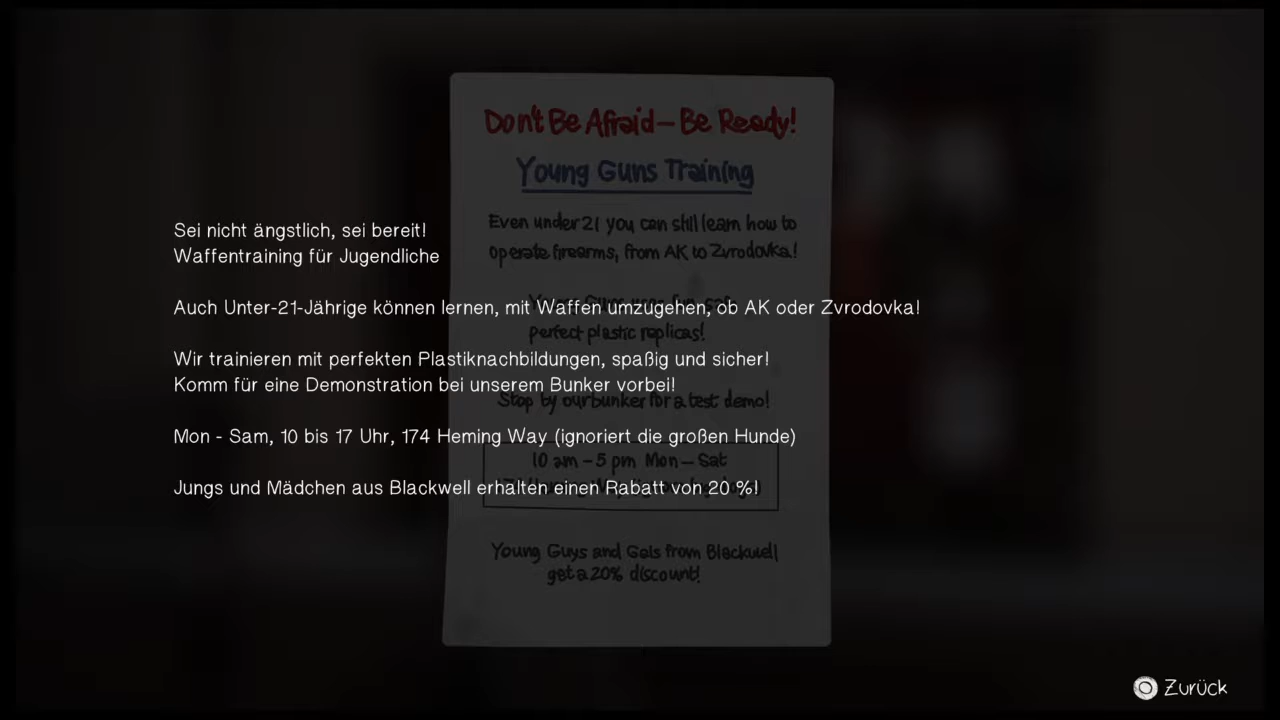 Don't Be Afraid – Be Ready!
Young Guns Training
Even under 21 you can still learn how to
operate firearms, from AK to Zvrodovka!
perfect plastic replicas!
Stop by our bunker for a test demo!
10 am – 5 pm Mon – Sat
Young Guys and Gals from Blackwell
get a 20% discount!
Sei nicht ängstlich, sei bereit!
Waffentraining für Jugendliche
Auch Unter-21-Jährige können lernen, mit Waffen umzugehen, ob AK oder Zvrodovka!
Wir trainieren mit perfekten Plastiknachbildungen, spaßig und sicher!
Komm für eine Demonstration bei unserem Bunker vorbei!
Mon - Sam, 10 bis 17 Uhr, 174 Heming Way (ignoriert die großen Hunde)
Jungs und Mädchen aus Blackwell erhalten einen Rabatt von 20 %!
Zurück